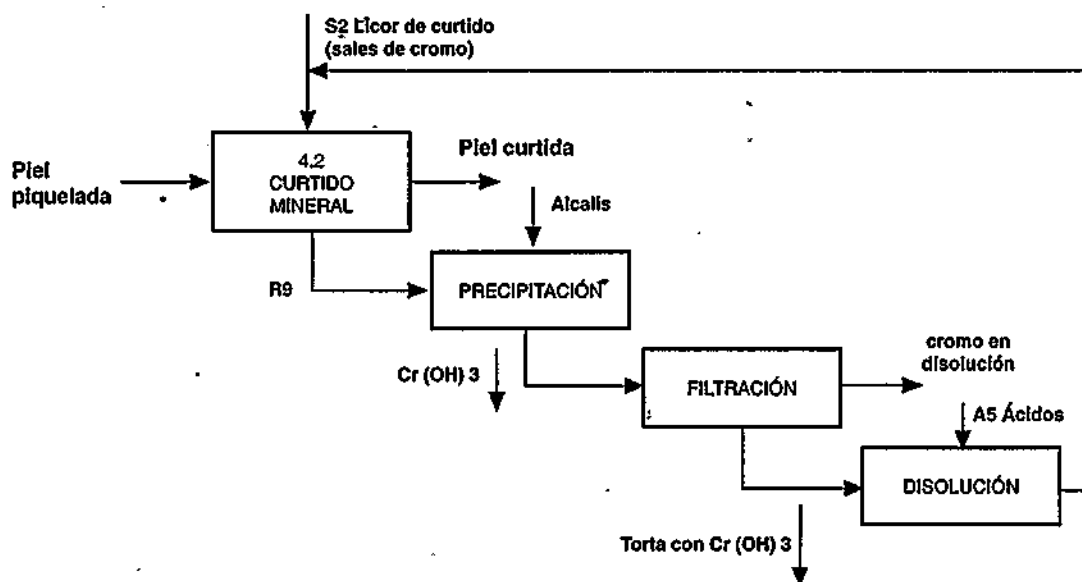 S2 Licor de curtido
(sales de cromo)
4.2
CURTIDO
MINERAL
Piel
piquelada
Piel curtida
Alcalis
R9
PRECIPITACIÓN
Cr (OH) 3
FILTRACIÓN
cromo en
disolución
A5 Ácidos
DISOLUCIÓN
Torta con Cr (OH) 3